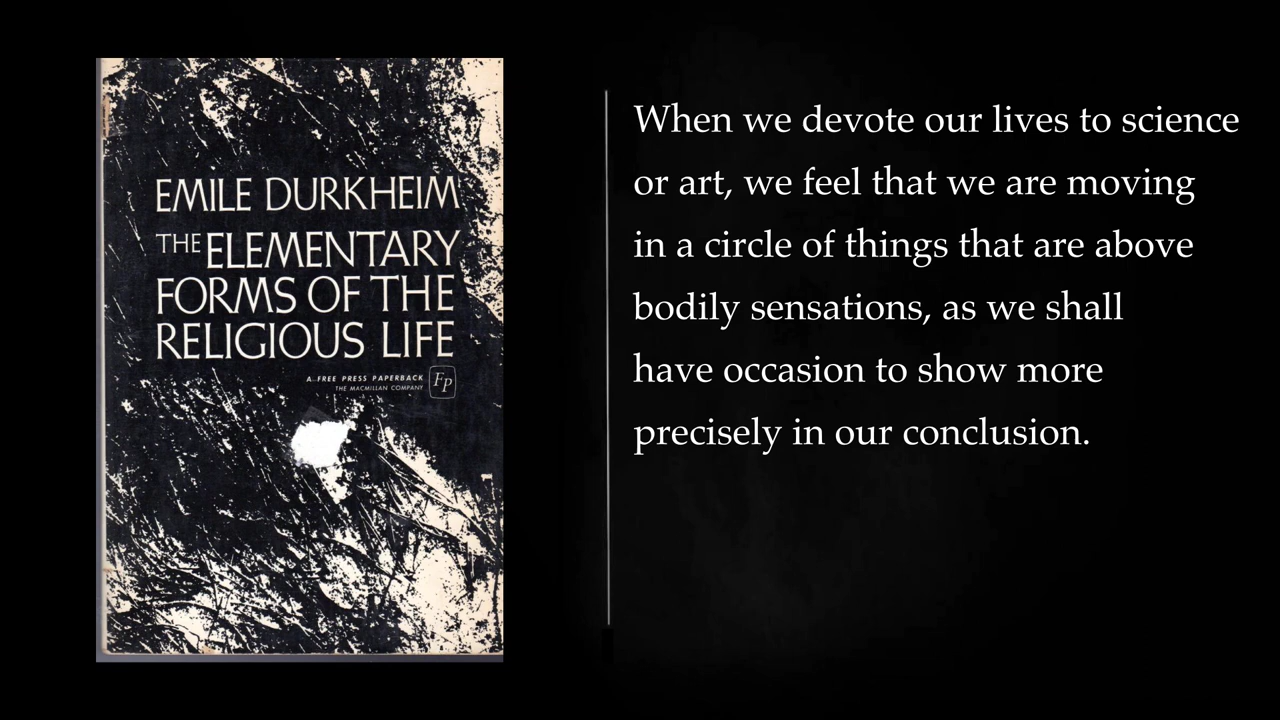 EMILE DURKHEIM
THE ELEMENTARY
FORMS OF THE
RELIGIOUS LIFE
A FREE PRESS PAPERBACK
THE MACMILLAN COMPANY
Fp
When we devote our lives to science
or art, we feel that we are moving
in a circle of things that are above
bodily sensations, as we shall
have occasion to show more
precisely in our conclusion.